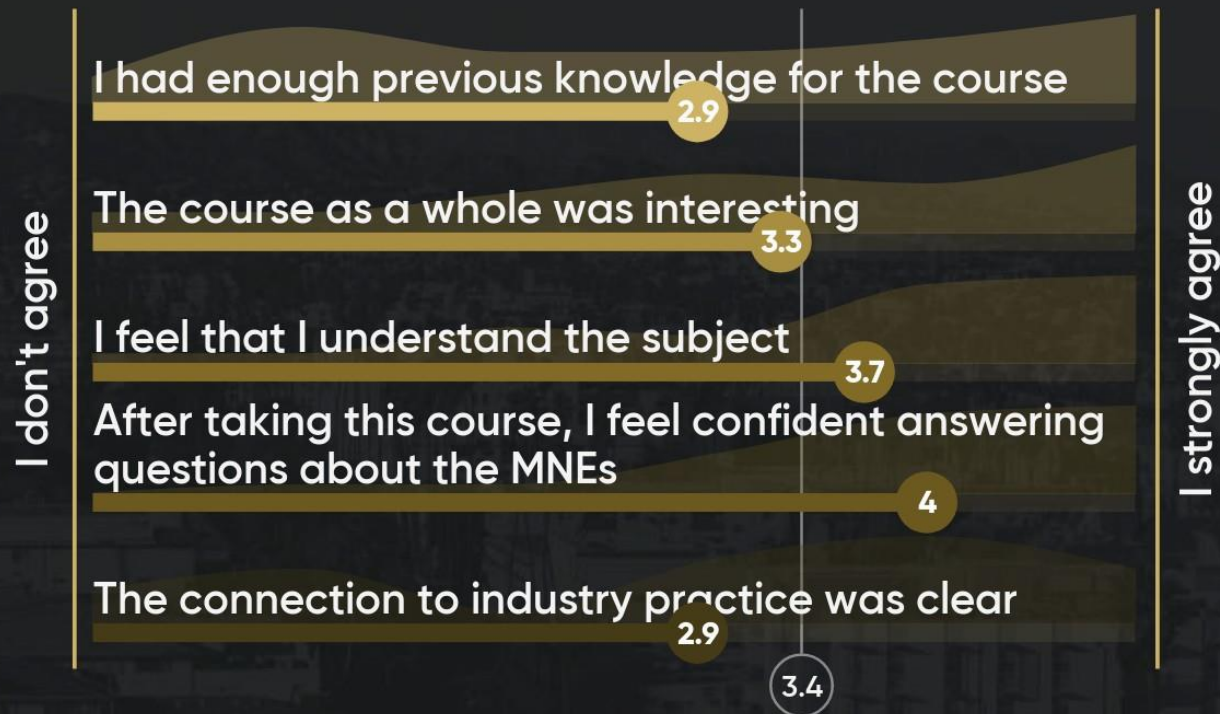 I had enough previous knowledge for the course
2.9
The course as a whole was interesting
3.3
I feel that I understand the subject
3.7
After taking this course, I feel confident answering
questions about the MNEs
4
The connection to industry practice was clear
2.9
3.4
I don't agree
I strongly agree